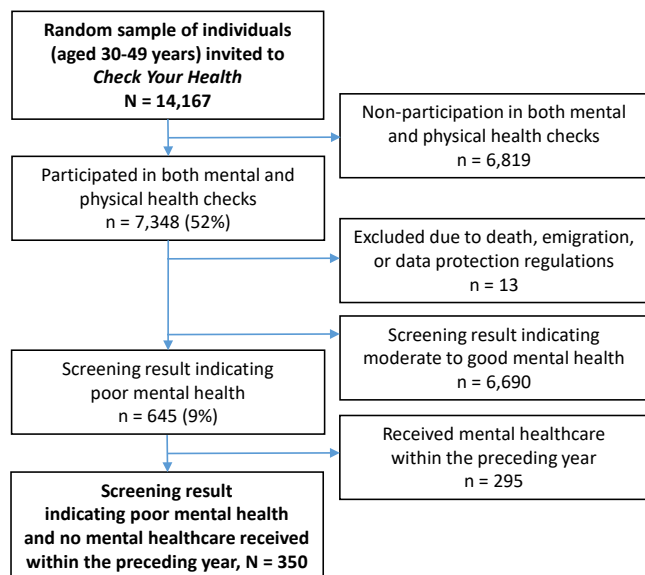 Random sample of individuals
(aged 30-49 years) invited to
Check Your Health
N = 14,167
Non-participation in both mental
and physical health checks
n = 6,819
Participated in both mental and
physical health checks
n = 7,348 (52%)
Excluded due to death, emigration,
or data protection regulations
n = 13
Screening result indicating
moderate to good mental health
n = 6,690
Screening result indicating
poor mental health
n = 645 (9%)
Received mental healthcare
within the preceding year
n = 295
Screening result
indicating poor mental health
and no mental healthcare received
within the preceding year, N = 350